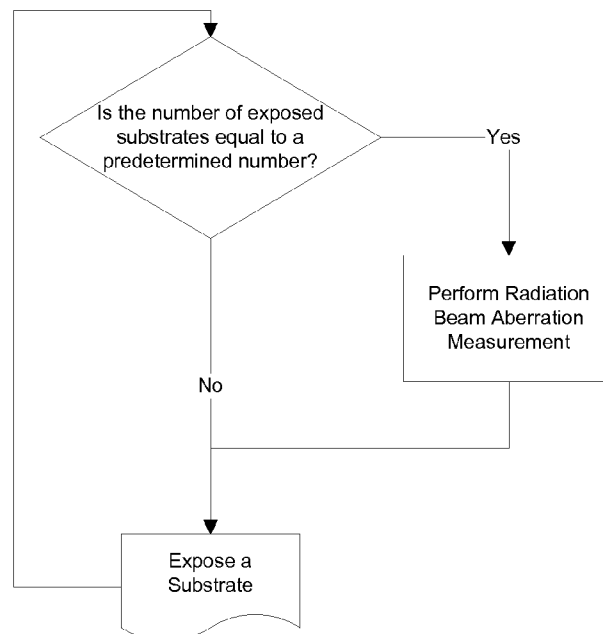 Is the number of exposed
substrates equal to a
predetermined number?
Yes
Perform Radiation
Beam Aberration
Measurement
No
Expose a
Substrate